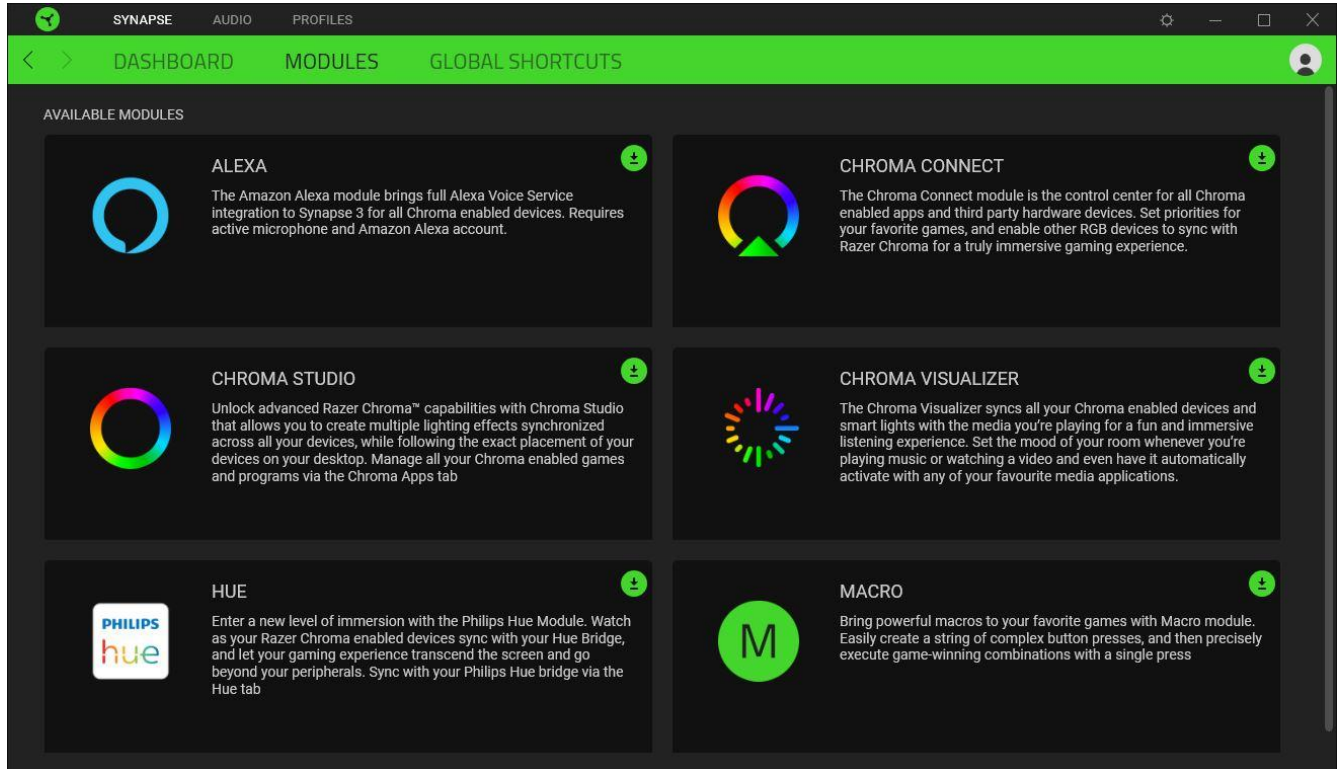 SYNAPSE AUDIO PROFILES
DASHBOARD MODULES GLOBAL SHORTCUTS
AVAILABLE MODULES
ALEXA
The Amazon Alexa module brings full Alexa Voice Service
integration to Synapse 3 for all Chroma enabled devices. Requires
active microphone and Amazon Alexa account.
CHROMA CONNECT
The Chroma Connect module is the control center for all Chroma
enabled apps and third party hardware devices. Set priorities for
your favorite games, and enable other RGB devices to sync with
Razer Chroma for a truly immersive gaming experience.
CHROMA STUDIO
Unlock advanced Razer Chroma™ capabilities with Chroma Studio
that allows you to create multiple lighting effects synchronized
across all your devices, while following the exact placement of your
devices on your desktop. Manage all your Chroma enabled games
and programs via the Chroma Apps tab
CHROMA VISUALIZER
The Chroma Visualizer syncs all your Chroma enabled devices and
smart lights with the media you're playing for a fun and immersive
listening experience. Set the mood of your room whenever you're
playing music or watching a video and even have it automatically
activate with any of your favourite media applications.
PHILIPS
hue
HUE
Enter a new level of immersion with the Philips Hue Module. Watch
as your Razer Chroma enabled devices sync with your Hue Bridge,
and let your gaming experience transcend the screen and go
beyond your peripherals. Sync with your Philips Hue bridge via the
Hue tab
M
MACRO
Bring powerful macros to your favorite games with Macro module.
Easily create a string of complex button presses, and then precisely
execute game-winning combinations with a single press